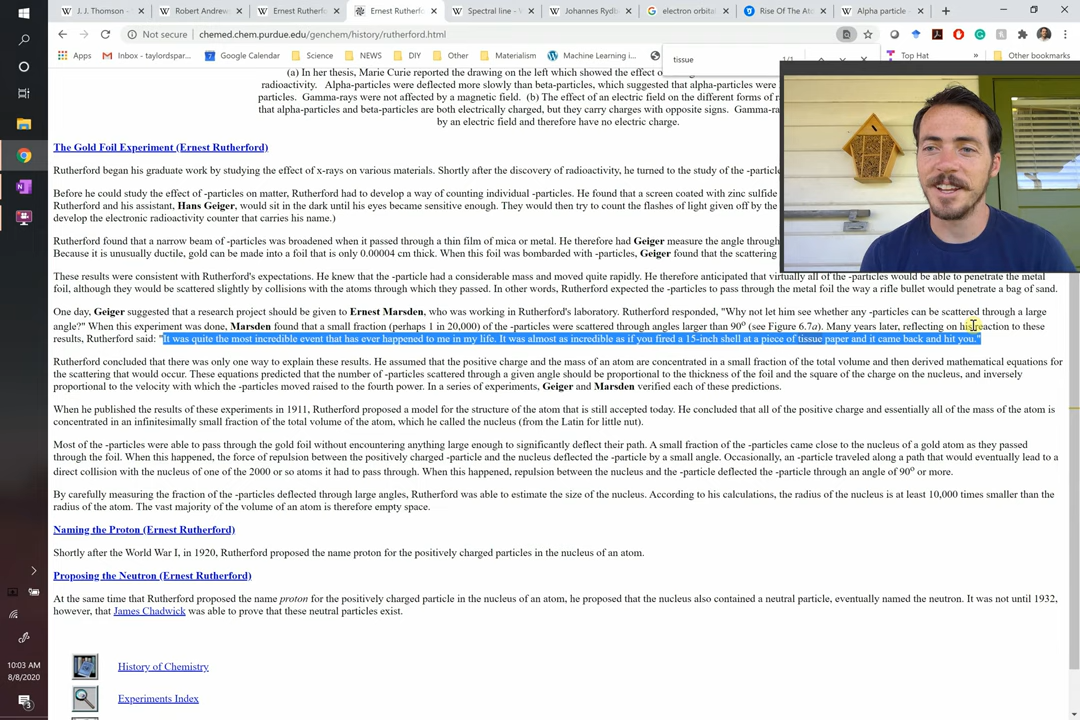 J. J. Thomson - W
Robert Andrew
Ernest Rutherf
Ernest Rutherf
Spectral line - W
Johannes Rydb
electron orbital
Rise Of The Ato
Alpha particle -
Not secure | chemed.chem.purdue.edu/genchem/history/rutherford.html
Apps
Inbox - taylordspar...
Google Calendar
Science
NEWS
DIY
Other
Materialism
Machine Learning i...
tissue
1/1
Top Hat
»
Other bookmarks
(a) In her thesis, Marie Curie reported the drawing on the left which showed the effect o
radioactivity. Alpha-particles were deflected more slowly than beta-particles, which suggested that alpha-particles were
particles. Gamma-rays were not affected by a magnetic field. (b) The effect of an electric field on the different forms of r
that alpha-particles and beta-particles are both electrically charged, but they carry charges with opposite signs. Gamma-ra
by an electric field and therefore have no electric charge.
The Gold Foil Experiment (Ernest Rutherford)
Rutherford began his graduate work by studying the effect of x-rays on various materials. Shortly after the discovery of radioactivity, he turned to the study of the -particle
Before he could study the effect of -particles on matter, Rutherford had to develop a way of counting individual -particles. He found that a screen coated with zinc sulfide
Rutherford and his assistant, Hans Geiger, would sit in the dark until his eyes became sensitive enough. They would then try to count the flashes of light given off by the
develop the electronic radioactivity counter that carries his name.)
Rutherford found that a narrow beam of -particles was broadened when it passed through a thin film of mica or metal. He therefore had Geiger measure the angle through
Because it is unusually ductile, gold can be made into a foil that is only 0.00004 cm thick. When this foil was bombarded with -particles, Geiger found that the scattering
These results were consistent with Rutherford's expectations. He knew that the -particle had a considerable mass and moved quite rapidly. He therefore anticipated that virtually all of the -particles would be able to penetrate the metal
foil, although they would be scattered slightly by collisions with the atoms through which they passed. In other words, Rutherford expected the -particles to pass through the metal foil the way a rifle bullet would penetrate a bag of sand.
One day, Geiger suggested that a research project should be given to Ernest Marsden, who was working in Rutherford's laboratory. Rutherford responded, "Why not let him see whether any -particles can be scattered through a large
angle?" When this experiment was done, Marsden found that a small fraction (perhaps 1 in 20,000) of the -particles were scattered through angles larger than 90o (see Figure 6.7a). Many years later, reflecting on his reaction to these
results, Rutherford said: "It was quite the most incredible event that has ever happened to me in my life. It was almost as incredible as if you fired a 15-inch shell at a piece of tissue paper and it came back and hit you."
Rutherford concluded that there was only one way to explain these results. He assumed that the positive charge and the mass of an atom are concentrated in a small fraction of the total volume and then derived mathematical equations for
the scattering that would occur. These equations predicted that the number of -particles scattered through a given angle should be proportional to the thickness of the foil and the square of the charge on the nucleus, and inversely
proportional to the velocity with which the -particles moved raised to the fourth power. In a series of experiments, Geiger and Marsden verified each of these predictions.
When he published the results of these experiments in 1911, Rutherford proposed a model for the structure of the atom that is still accepted today. He concluded that all of the positive charge and essentially all of the mass of the atom is
concentrated in an infinitesimally small fraction of the total volume of the atom, which he called the nucleus (from the Latin for little nut).
Most of the -particles were able to pass through the gold foil without encountering anything large enough to significantly deflect their path. A small fraction of the -particles came close to the nucleus of a gold atom as they passed
through the foil. When this happened, the force of repulsion between the positively charged -particle and the nucleus deflected the -particle by a small angle. Occasionally, an -particle traveled along a path that would eventually lead to a
direct collision with the nucleus of one of the 2000 or so atoms it had to pass through. When this happened, repulsion between the nucleus and the -particle deflected the -particle through an angle of 90o or more.
By carefully measuring the fraction of the -particles deflected through large angles, Rutherford was able to estimate the size of the nucleus. According to his calculations, the radius of the nucleus is at least 10,000 times smaller than the
radius of the atom. The vast majority of the volume of an atom is therefore empty space.
Naming the Proton (Ernest Rutherford)
Shortly after the World War I, in 1920, Rutherford proposed the name proton for the positively charged particles in the nucleus of an atom.
Proposing the Neutron (Ernest Rutherford)
At the same time that Rutherford proposed the name proton for the positively charged particle in the nucleus of an atom, he proposed that the nucleus also contained a neutral particle, eventually named the neutron. It was not until 1932,
however, that James Chadwick was able to prove that these neutral particles exist.
History of Chemistry
Experiments Index
10:03 AM
8/8/2020